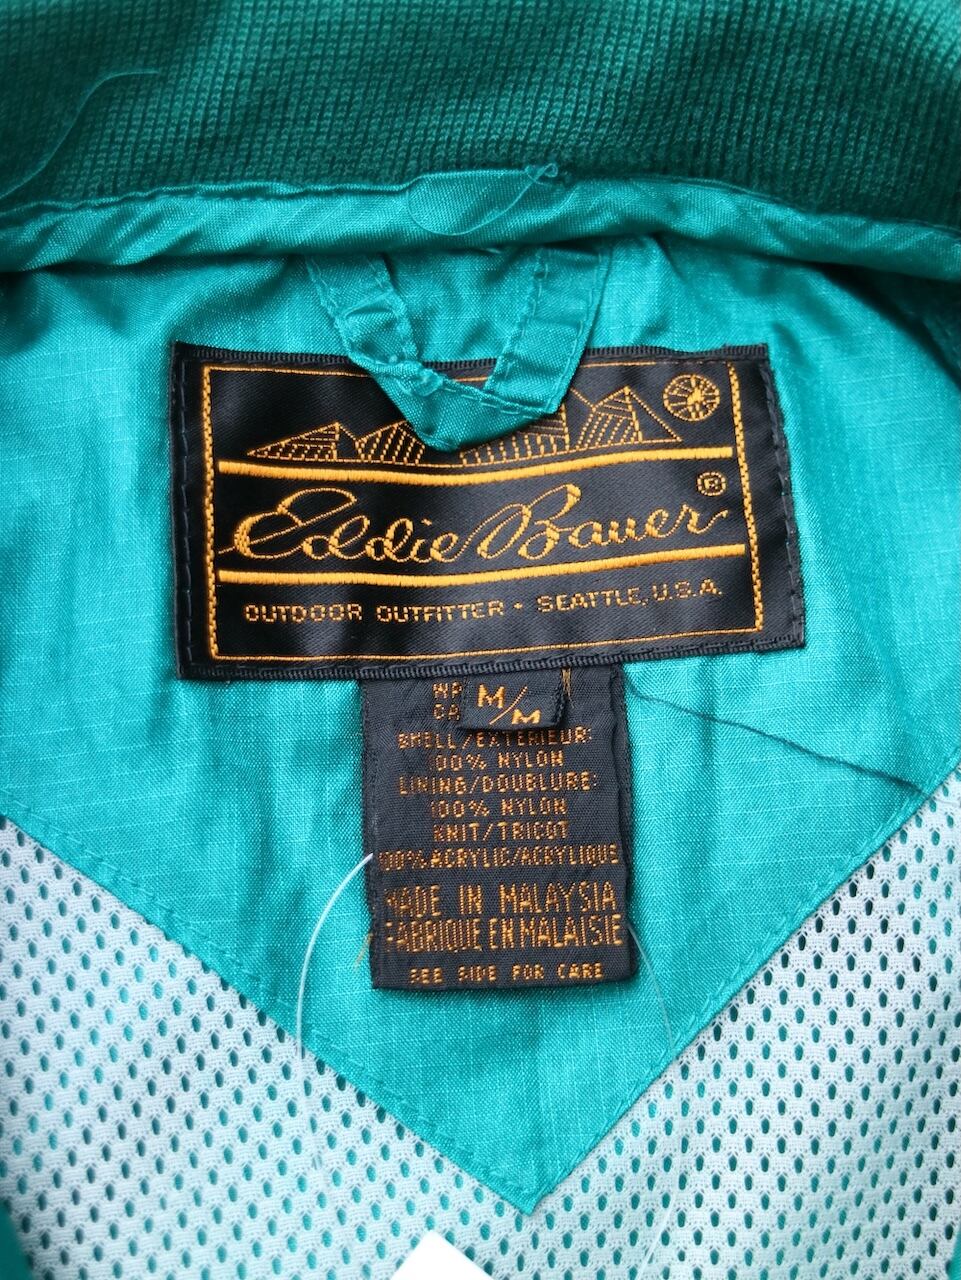 Eddie Bauer ®
OUTDOOR OUTFITTER · SEATTLE, U.S.A.
M/M
SHELL/EXTERIEUR:
100% NYLON
LINING/DOUBLURE:
100% NYLON
KNIT/TRICOT
100% ACRYLIC/ACRYLIQUE
MADE IN MALAYSIA
FABRIQUE EN MALAISIE
SEE SIDE FOR CARE